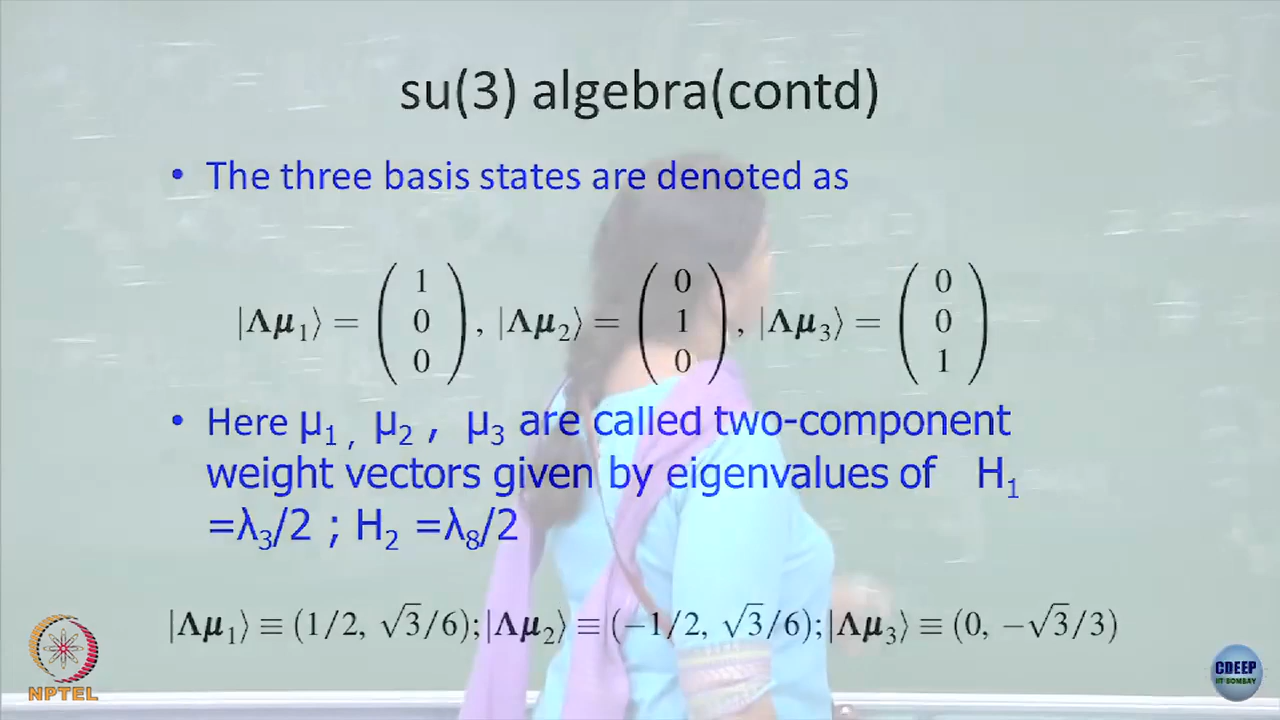 su(3) algebra(contd)
• The three basis states are denoted as
|Λμ₁⟩ = (1 0 0), |Λμ₂⟩ = (0 1 0), |Λμ₃⟩ = (0 0 1)
• Here μ₁ , μ₂ , μ₃ are called two-component
weight vectors given by eigenvalues of H₁
=λ₃/2 ; H₂ =λ₈/2
|Λμ₁⟩ ≡ (1/2, √3/6);|Λμ₂⟩ ≡ (−1/2, √3/6);|Λμ₃⟩ ≡ (0, −√3/3)
NPTEL
CDEEP
IIT BOMBAY